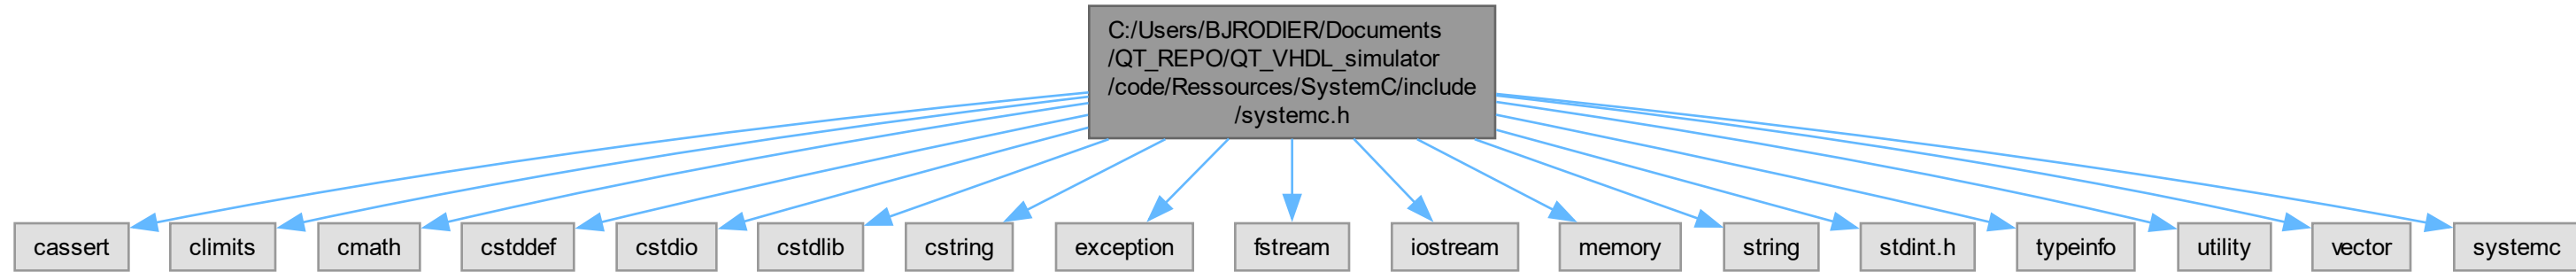 C:/Users/BJRODIER/Documents
/QT_REPO/QT_VHDL_simulator
/code/Ressources/SystemC/include
/systemc.h
cassert
climits
cmath
cstddef
cstdio
cstdlib
cstring
exception
fstream
iostream
memory
string
stdint.h
typeinfo
utility
vector
systemc